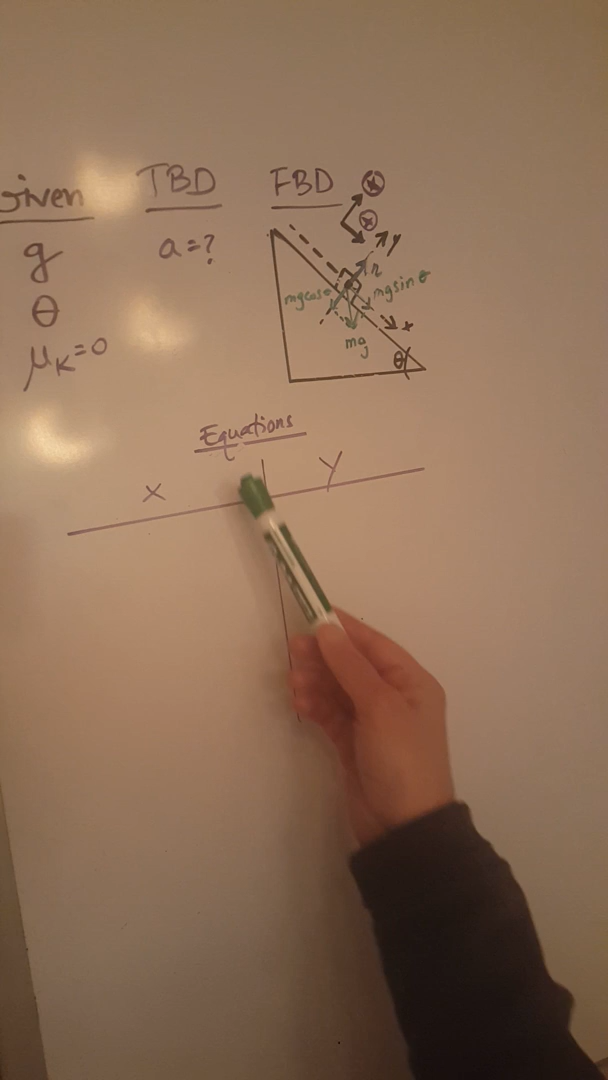 Given TBD FBD
g a=?
θ
μK=0
y
n
mgcosθ mgsinθ
x
mg
θ
Equations
x y